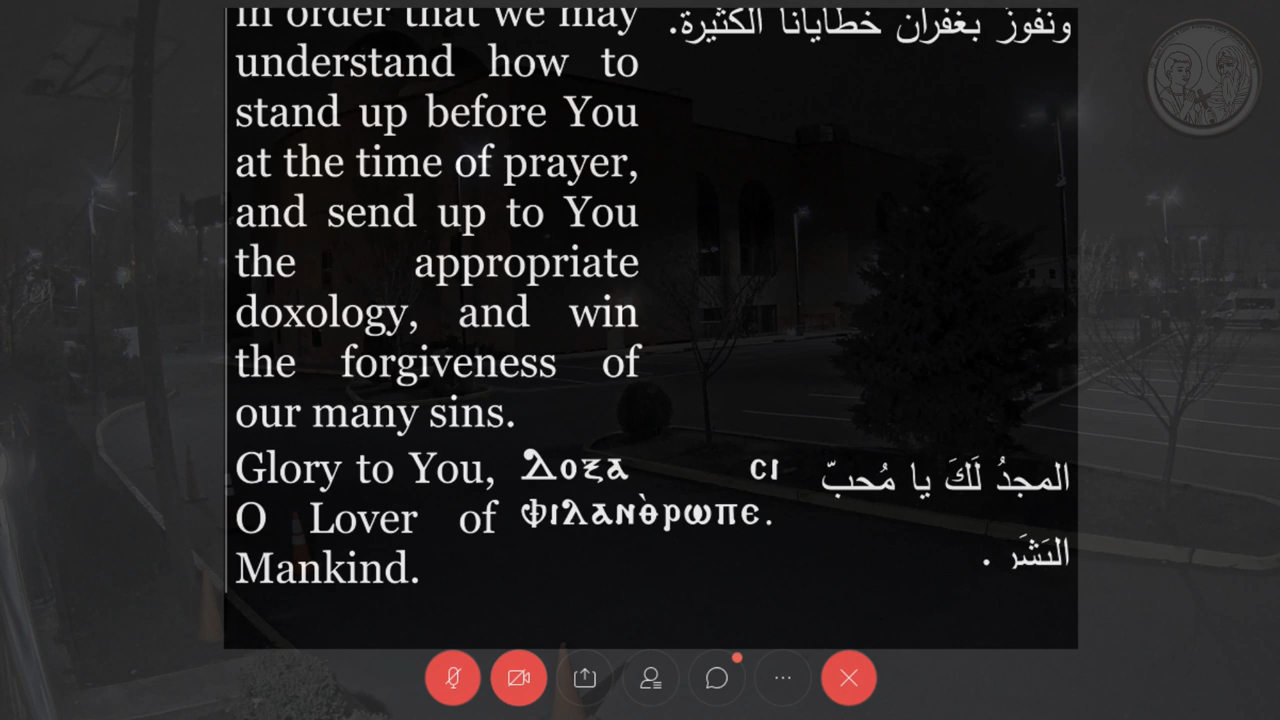 in order that we may
understand how to
stand up before You
at the time of prayer,
and send up to You
the appropriate
doxology, and win
the forgiveness of
our many sins.
ونفوز بغفران خطايانا الكثيرة.
Glory to You,
O Lover of
Mankind.
Ⲇⲟⲝⲁ ⲥⲓ
Ⲫⲓⲗⲁⲛⲑ̀ⲣⲱⲡⲉ.
المجدُ لَكَ يا مُحبّ
البَشَر .